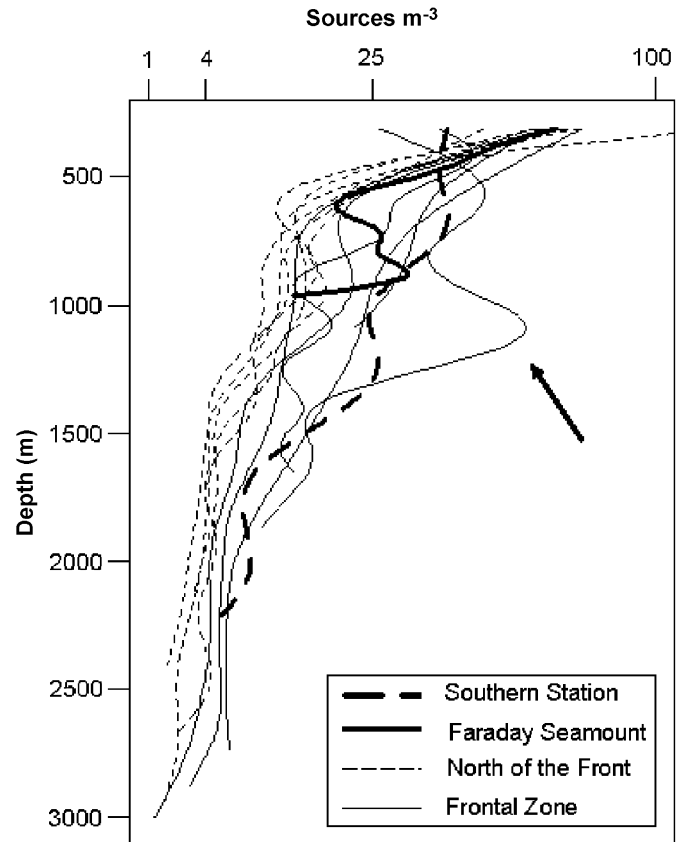 Sources m⁻³
1 4 25 100
500
1000
1500
2000
2500
3000
Depth (m)
Southern Station
Faraday Seamount
North of the Front
Frontal Zone